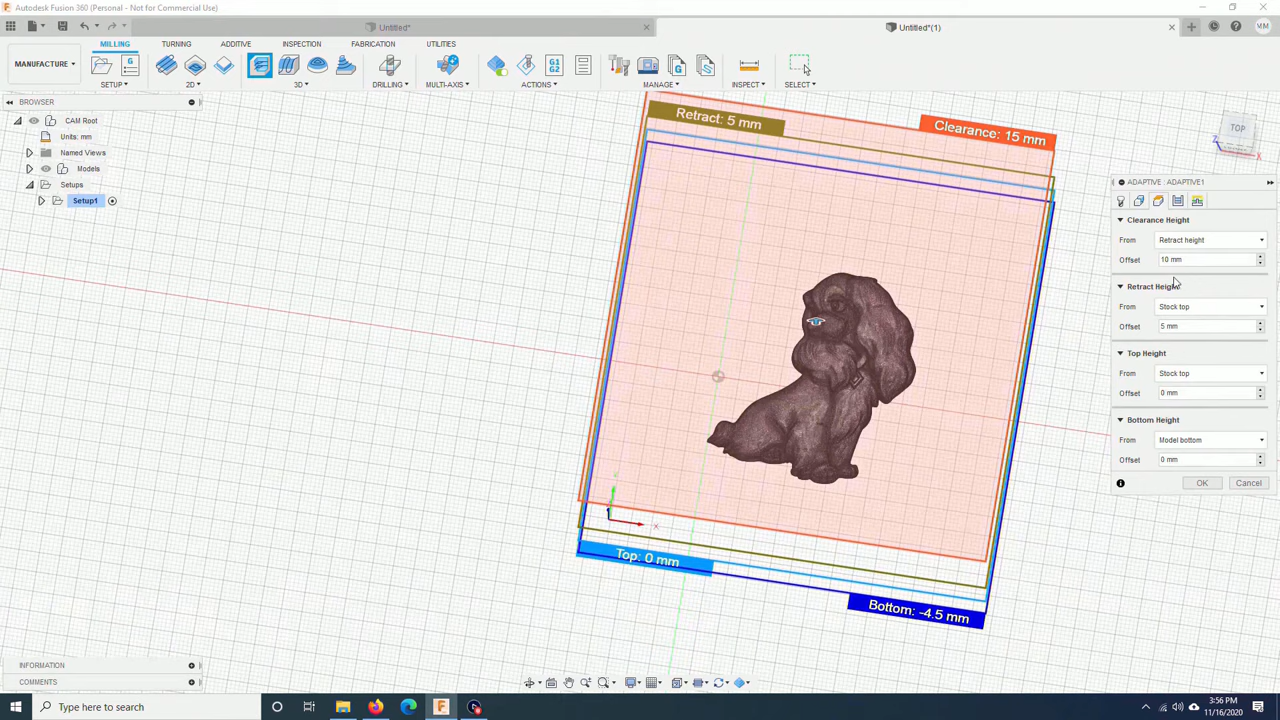 Autodesk Fusion 360 (Personal - Not for Commercial Use)
Untitled*
Untitled*(1)
MM
MILLING
TURNING
ADDITIVE
INSPECTION
FABRICATION
UTILITIES
MANUFACTURE
G
G1
G2
G
SETUP
2D
3D
DRILLING
MULTI-AXIS
ACTIONS
MANAGE
INSPECT
SELECT
BROWSER
CAM Root
Units: mm
Named Views
Models
Setups
Setup1
Retract: 5 mm
Clearance: 15 mm
TOP
Z
X
ADAPTIVE : ADAPTIVE1
Clearance Height
From Retract height
Offset 10 mm
Retract Height
From Stock top
Offset 5 mm
Top Height
From Stock top
Offset 0 mm
Bottom Height
From Model bottom
Offset 0 mm
OK Cancel
X
Top: 0 mm
Bottom: -4.5 mm
INFORMATION
COMMENTS
Type here to search
3:56 PM
11/16/2020